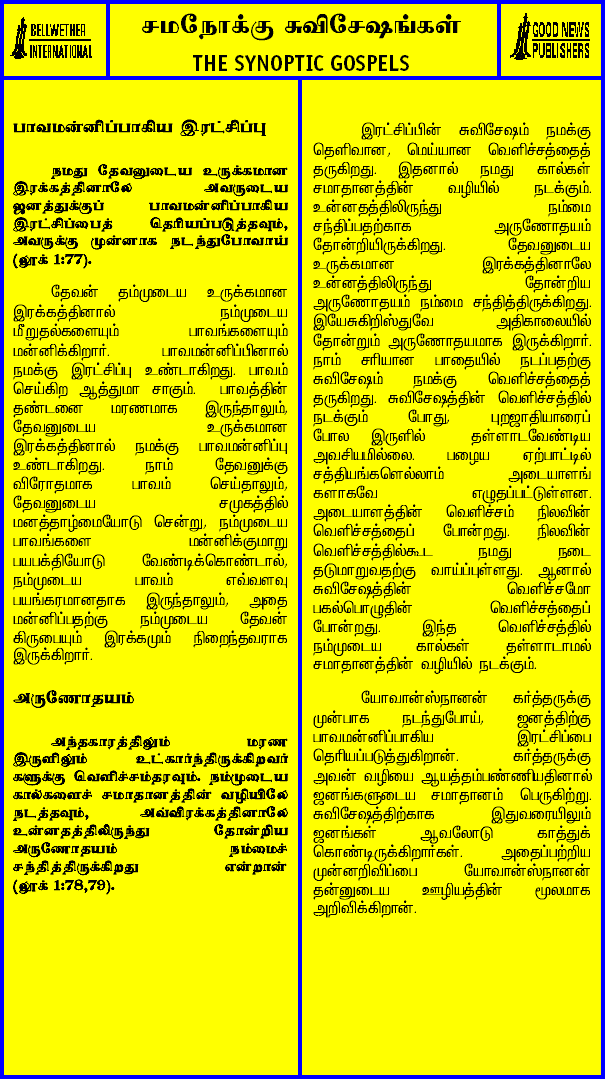 BELLWETHER
INTERNATIONAL
சமநோக்கு சுவிசேஷங்கள்
THE SYNOPTIC GOSPELS
GOOD NEWS
PUBLISHERS
பாவமன்னிப்பாகிய இரட்சிப்பு
நமது தேவனுடைய உருக்கமான
இரக்கத்தினாலே அவருடைய
ஜனத்துக்குப் பாவமன்னிப்பாகிய
இரட்சிப்பைத் தெரியப்படுத்தவும்,
அவருக்கு முன்னாக நடந்துபோவாய்
(லூக் 1:77).
தேவன் தம்முடைய உருக்கமான
இரக்கத்தினால் நம்முடைய
மீறுதல்களையும் பாவங்களையும்
மன்னிக்கிறார். பாவமன்னிப்பினால்
நமக்கு இரட்சிப்பு உண்டாகிறது. பாவம்
செய்கிற ஆத்துமா சாகும். பாவத்தின்
தண்டனை மரணமாக இருந்தாலும்,
தேவனுடைய உருக்கமான
இரக்கத்தினால் நமக்கு பாவமன்னிப்பு
உண்டாகிறது. நாம் தேவனுக்கு
விரோதமாக பாவம் செய்தாலும்,
தேவனுடைய சமுகத்தில்
மனத்தாழ்மையோடு சென்று, நம்முடைய
பாவங்களை மன்னிக்குமாறு
பயபக்தியோடு வேண்டிக்கொண்டால்,
நம்முடைய பாவம் எவ்வளவு
பயங்கரமானதாக இருந்தாலும், அதை
மன்னிப்பதற்கு நம்முடைய தேவன்
கிருபையும் இரக்கமும் நிறைந்தவராக
இருக்கிறார்.
அருணோதயம்
அந்தகாரத்திலும் மரண
இருளிலும் உட்கார்ந்திருக்கிறவர்
களுக்கு வெளிச்சம்தரவும். நம்முடைய
கால்களைச் சமாதானத்தின் வழியிலே
நடத்தவும், அவ்விரக்கத்தினாலே
உன்னதத்திலிருந்து தோன்றிய
அருணோதயம் நம்மைச்
சந்தித்திருக்கிறது என்றான்
(லூக் 1:78,79).
இரட்சிப்பின் சுவிசேஷம் நமக்கு
தெளிவான, மெய்யான வெளிச்சத்தைத்
தருகிறது. இதனால் நமது கால்கள்
சமாதானத்தின் வழியில் நடக்கும்.
உன்னதத்திலிருந்து நம்மை
சந்திப்பதற்காக அருணோதயம்
தோன்றியிருக்கிறது. தேவனுடைய
உருக்கமான இரக்கத்தினாலே
உன்னத்திலிருந்து தோன்றிய
அருணோதயம் நம்மை சந்தித்திருக்கிறது.
இயேசுகிறிஸ்துவே அதிகாலையில்
தோன்றும் அருணோதயமாக இருக்கிறார்.
நாம் சரியான பாதையில் நடப்பதற்கு
சுவிசேஷம் நமக்கு வெளிச்சத்தைத்
தருகிறது. சுவிசேஷத்தின் வெளிச்சத்தில்
நடக்கும் போது, புறஜாதியாரைப்
போல இருளில் தள்ளாடவேண்டிய
அவசியமில்லை. பழைய ஏற்பாட்டில்
சத்தியங்களெல்லாம் அடையாளங்
களாகவே எழுதப்பட்டுள்ளன.
அடையாளத்தின் வெளிச்சம் நிலவின்
வெளிச்சத்தைப் போன்றது. நிலவின்
வெளிச்சத்தில்கூட நமது நடை
தடுமாறுவதற்கு வாய்ப்புள்ளது. ஆனால்
சுவிசேஷத்தின் வெளிச்சமோ
பகல்பொழுதின் வெளிச்சத்தைப்
போன்றது. இந்த வெளிச்சத்தில்
நம்முடைய கால்கள் தள்ளாடாமல்
சமாதானத்தின் வழியில் நடக்கும்.
யோவான்ஸ்நானன் கர்த்தருக்கு
முன்பாக நடந்துபோய், ஜனத்திற்கு
பாவமன்னிப்பாகிய இரட்சிப்பை
தெரியப்படுத்துகிறான். கர்த்தருக்கு
அவன் வழியை ஆயத்தம்பண்ணியதினால்
ஜனங்களுடைய சமாதானம் பெருகிற்று.
சுவிசேஷத்திற்காக இதுவரையிலும்
ஜனங்கள் ஆவலோடு காத்துக்
கொண்டிருக்கிறார்கள். அதைப்பற்றிய
முன்னறிவிப்பை யோவான்ஸ்நானன்
தன்னுடைய ஊழியத்தின் மூலமாக
அறிவிக்கிறான்.